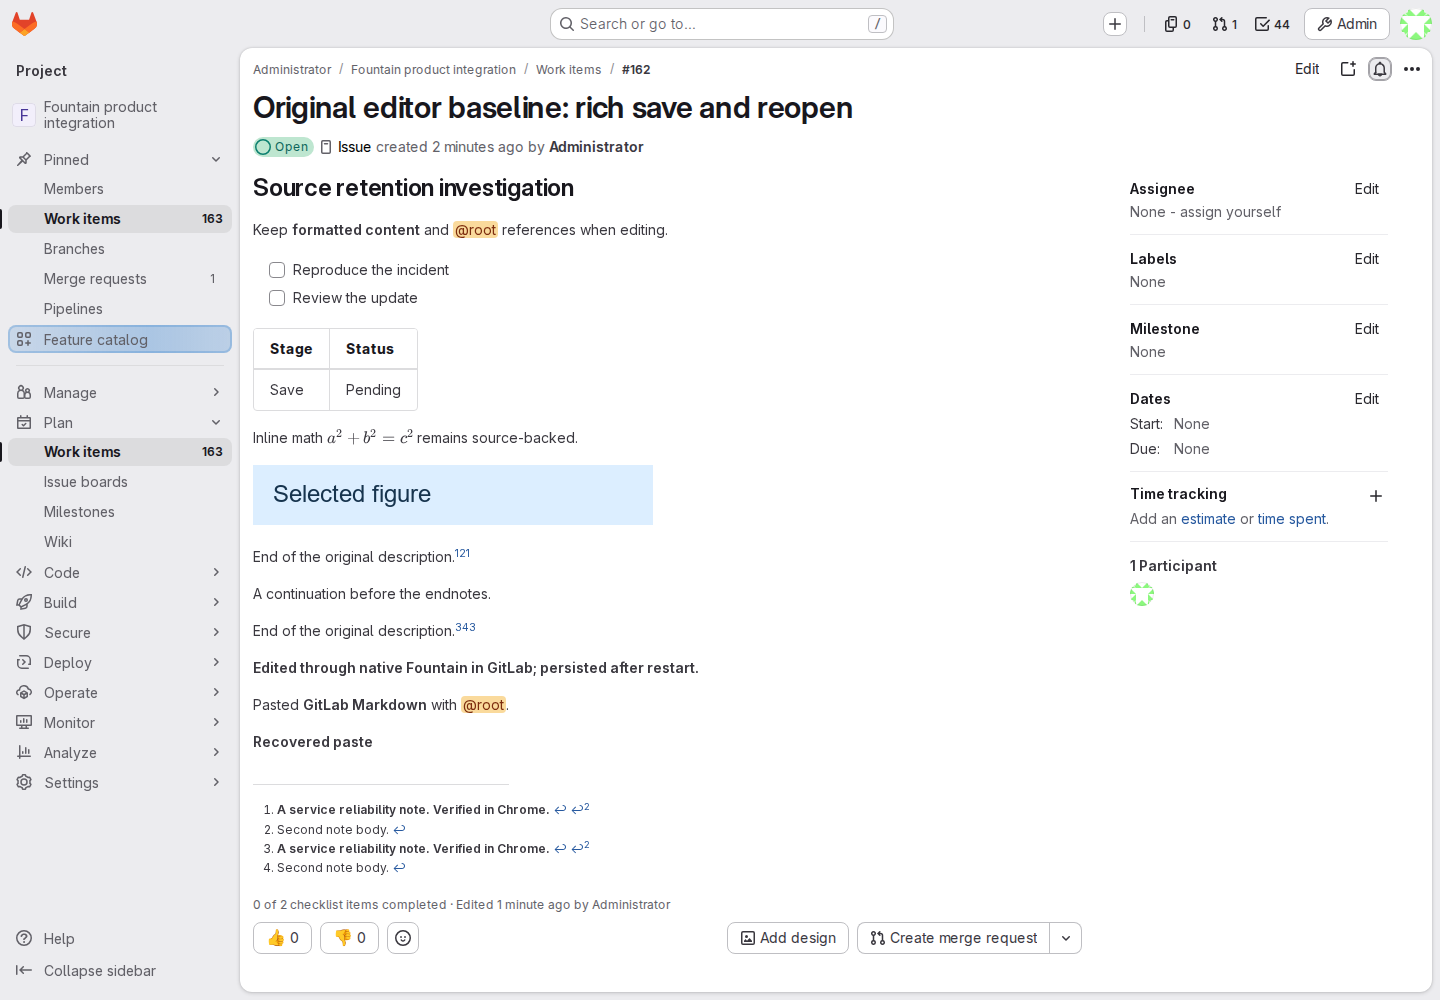 Search or go to...
/
0
1
44
Admin
Project
F
Fountain product integration
Pinned
Members
Work items
163
Branches
Merge requests
1
Pipelines
Feature catalog
Manage
Plan
Work items
163
Issue boards
Milestones
Wiki
Code
Build
Secure
Deploy
Operate
Monitor
Analyze
Settings
Help
Collapse sidebar
Administrator / Fountain product integration / Work items / #162
Edit
Original editor baseline: rich save and reopen
Open Issue created 2 minutes ago by Administrator
Source retention investigation
Keep formatted content and @root references when editing.
Reproduce the incident
Review the update
Stage Status
Save Pending
Inline math a² + b² = c² remains source-backed.
Selected figure
End of the original description.121
A continuation before the endnotes.
End of the original description.343
Edited through native Fountain in GitLab; persisted after restart.
Pasted GitLab Markdown with @root.
Recovered paste
1. A service reliability note. Verified in Chrome. ↩ ↩2
2. Second note body. ↩
3. A service reliability note. Verified in Chrome. ↩ ↩2
4. Second note body. ↩
0 of 2 checklist items completed · Edited 1 minute ago by Administrator
👍 0
👎 0
Add design
Create merge request
Assignee
Edit
None - assign yourself
Labels
Edit
None
Milestone
Edit
None
Dates
Edit
Start: None
Due: None
Time tracking
Add an estimate or time spent.
1 Participant